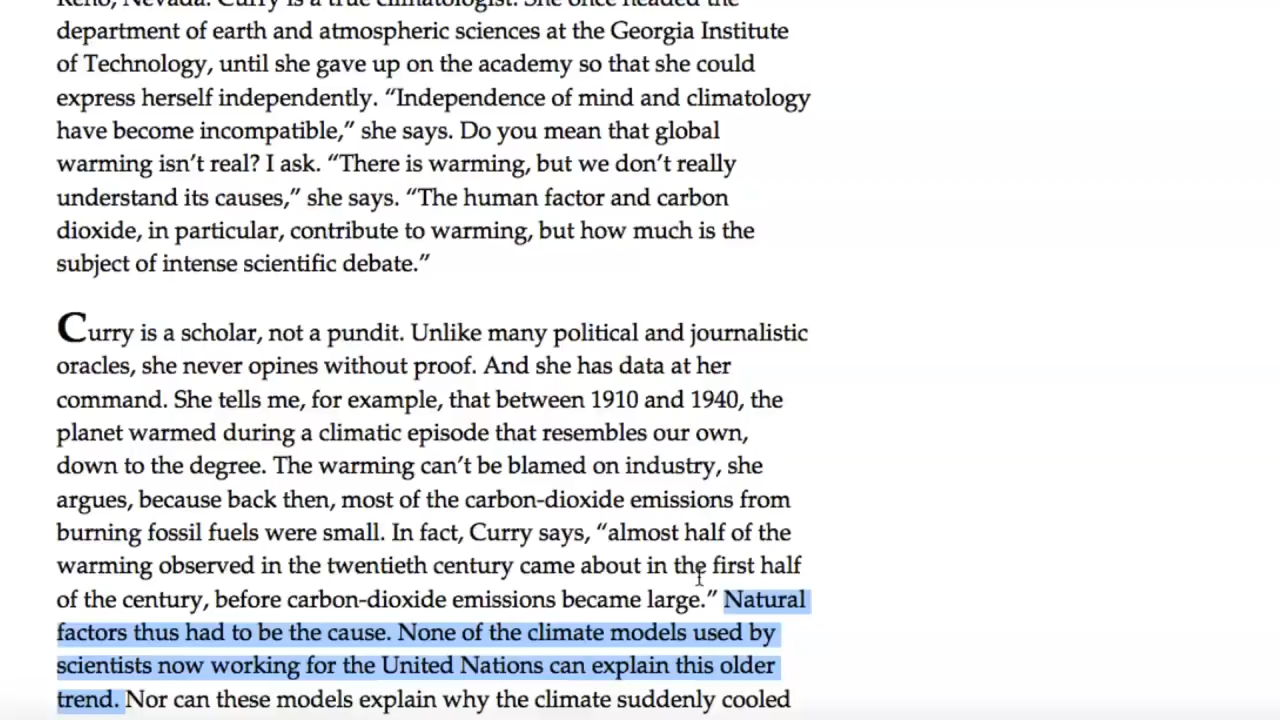 Reno, Nevada. Curry is a true climatologist. She once headed the
department of earth and atmospheric sciences at the Georgia Institute
of Technology, until she gave up on the academy so that she could
express herself independently. “Independence of mind and climatology
have become incompatible,” she says. Do you mean that global
warming isn’t real? I ask. “There is warming, but we don’t really
understand its causes,” she says. “The human factor and carbon
dioxide, in particular, contribute to warming, but how much is the
subject of intense scientific debate.”
Curry is a scholar, not a pundit. Unlike many political and journalistic
oracles, she never opines without proof. And she has data at her
command. She tells me, for example, that between 1910 and 1940, the
planet warmed during a climatic episode that resembles our own,
down to the degree. The warming can’t be blamed on industry, she
argues, because back then, most of the carbon-dioxide emissions from
burning fossil fuels were small. In fact, Curry says, “almost half of the
warming observed in the twentieth century came about in the first half
of the century, before carbon-dioxide emissions became large.” Natural
factors thus had to be the cause. None of the climate models used by
scientists now working for the United Nations can explain this older
trend. Nor can these models explain why the climate suddenly cooled